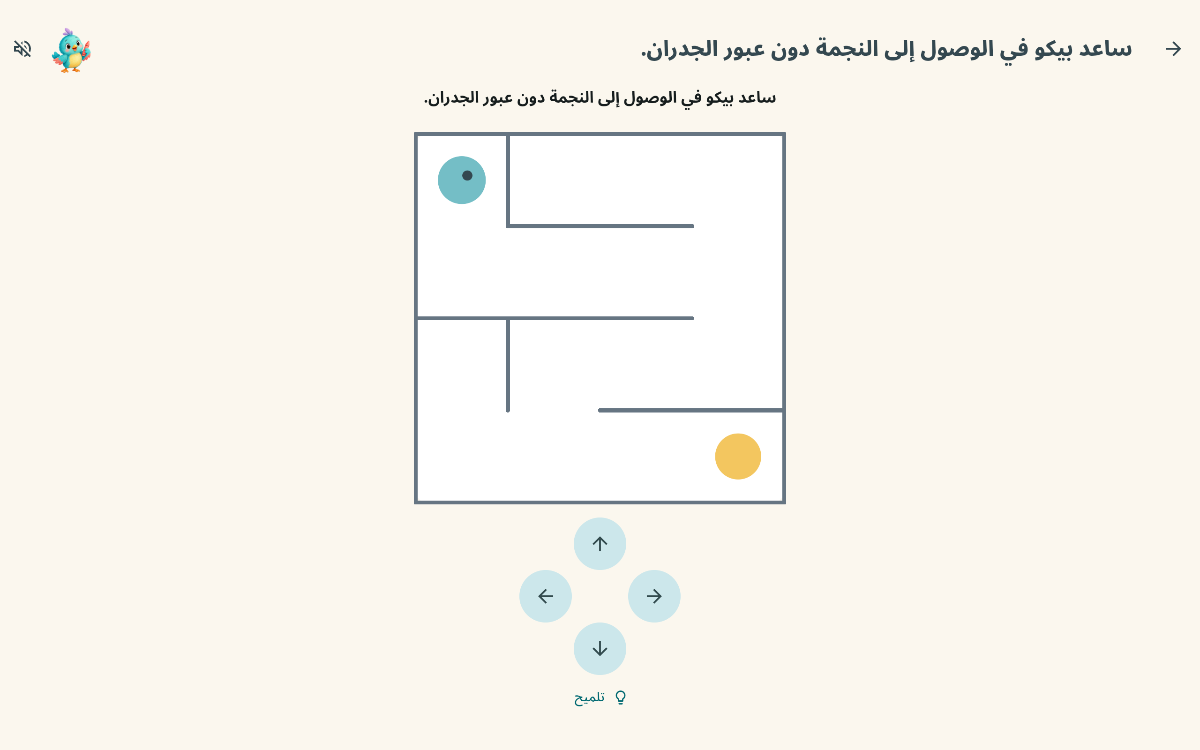 ساعد بيكو في الوصول إلى النجمة دون عبور الجدران.
ساعد بيكو في الوصول إلى النجمة دون عبور الجدران.
تلميح